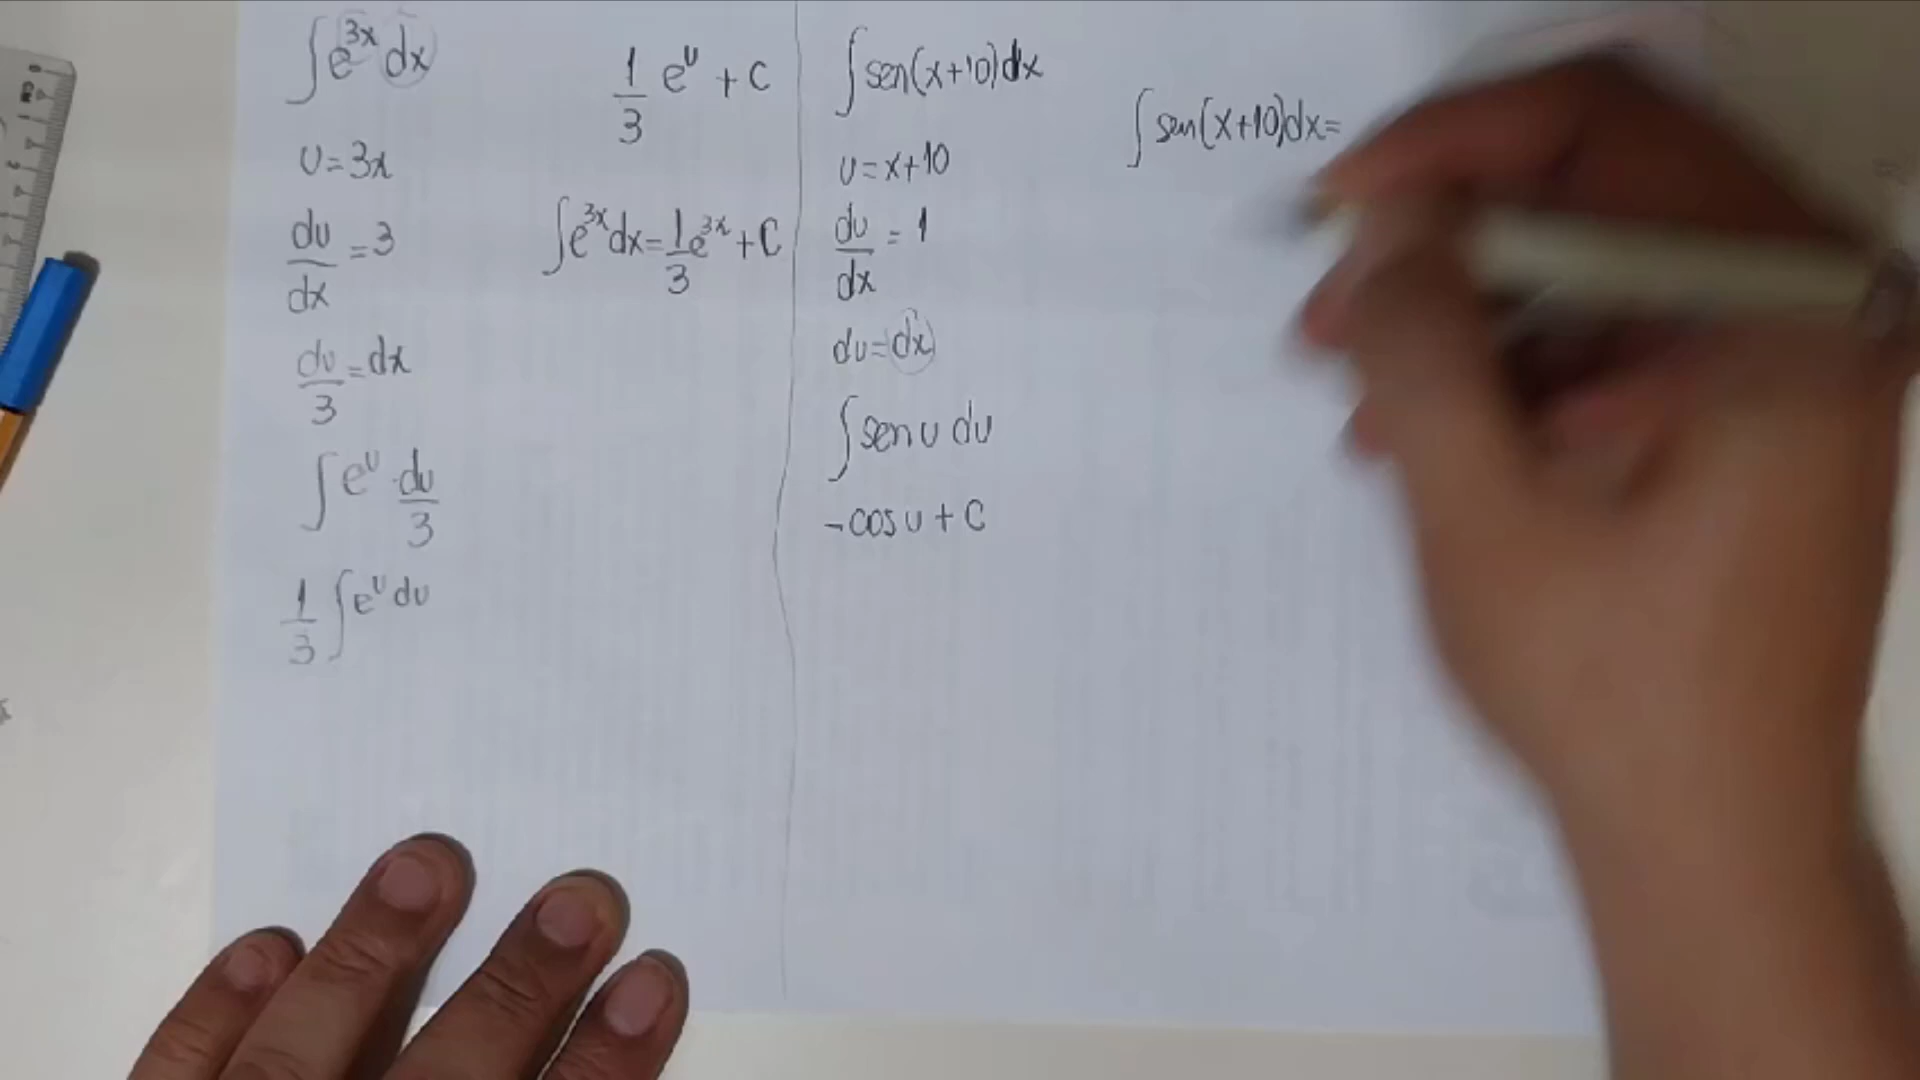 ∫e^{3x} dx
u=3x
du/dx =3
du/3 =dx
∫e^u · du/3
1/3 ∫e^u du
1/3 e^u + C
∫e^{3x}dx= 1/3 e^{3x} + C
∫sen(x+10)dx
u=x+10
du/dx = 1
du=dx
∫sen u du
-cos u + C
∫sen(x+10)dx=